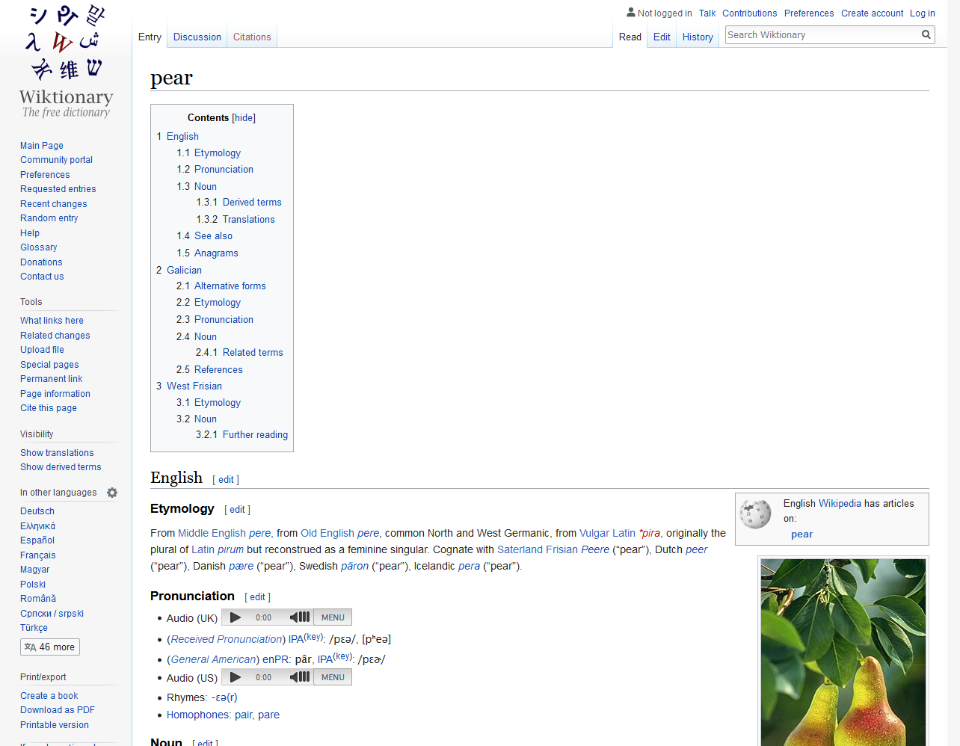 Not logged in Talk Contributions Preferences Create account Log in
Entry Discussion Citations Read Edit History Search Wiktionary
Wiktionary
The free dictionary
Main Page
Community portal
Preferences
Requested entries
Recent changes
Random entry
Help
Glossary
Donations
Contact us
Tools
What links here
Related changes
Upload file
Special pages
Permanent link
Page information
Cite this page
Visibility
Show translations
Show derived terms
In other languages
Deutsch
Ελληνικά
Español
Français
Magyar
Polski
Română
Српски / srpski
Türkçe
46 more
Print/export
Create a book
Download as PDF
Printable version
pear
Contents [hide]
1 English
1.1 Etymology
1.2 Pronunciation
1.3 Noun
1.3.1 Derived terms
1.3.2 Translations
1.4 See also
1.5 Anagrams
2 Galician
2.1 Alternative forms
2.2 Etymology
2.3 Pronunciation
2.4 Noun
2.4.1 Related terms
2.5 References
3 West Frisian
3.1 Etymology
3.2 Noun
3.2.1 Further reading
English [ edit ]
Etymology [ edit ]
From Middle English pere, from Old English pere, common North and West Germanic, from Vulgar Latin *pira, originally the
plural of Latin pirum but reconstrued as a feminine singular. Cognate with Saterland Frisian Peere (“pear”), Dutch peer
(“pear”), Danish pære (“pear”), Swedish päron (“pear”), Icelandic pera (“pear”).
English Wikipedia has articles
on:
pear
Pronunciation [ edit ]
• Audio (UK) 0:00 MENU
• (Received Pronunciation) IPA(key): /pɛə/, [pʰeə]
• (General American) enPR: pâr, IPA(key): /pɛɚ/
• Audio (US) 0:00 MENU
• Rhymes: -ɛə(r)
• Homophones: pair, pare
Noun [ edit ]